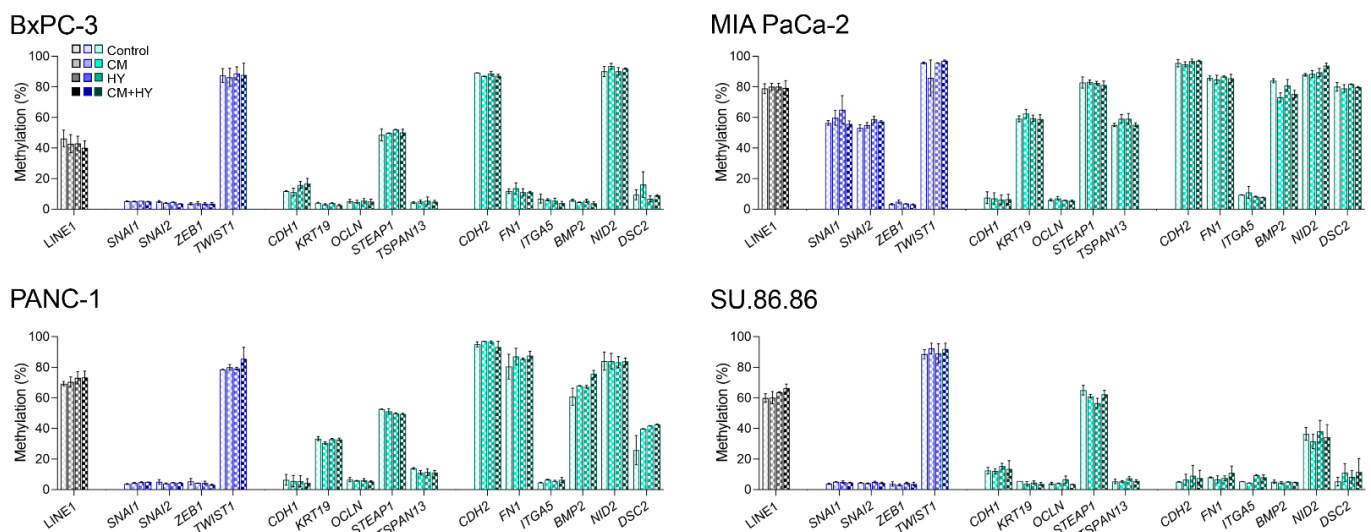 BxPC-3
Methylation (%)
100
80
60
40
20
0
Control
CM
HY
CM+HY
LINE1
SNAI1
SNAI2
ZEB1
TWIST1
CDH1
KRT19
OCLN
STEAP1
TSPAN13
CDH2
FN1
ITGA5
BMP2
NID2
DSC2
MIA PaCa-2
Methylation (%)
100
80
60
40
20
0
LINE1
SNAI1
SNAI2
ZEB1
TWIST1
CDH1
KRT19
OCLN
STEAP1
TSPAN13
CDH2
FN1
ITGA5
BMP2
NID2
DSC2
PANC-1
Methylation (%)
100
80
60
40
20
0
LINE1
SNAI1
SNAI2
ZEB1
TWIST1
CDH1
KRT19
OCLN
STEAP1
TSPAN13
CDH2
FN1
ITGA5
BMP2
NID2
DSC2
SU.86.86
Methylation (%)
100
80
60
40
20
0
LINE1
SNAI1
SNAI2
ZEB1
TWIST1
CDH1
KRT19
OCLN
STEAP1
TSPAN13
CDH2
FN1
ITGA5
BMP2
NID2
DSC2